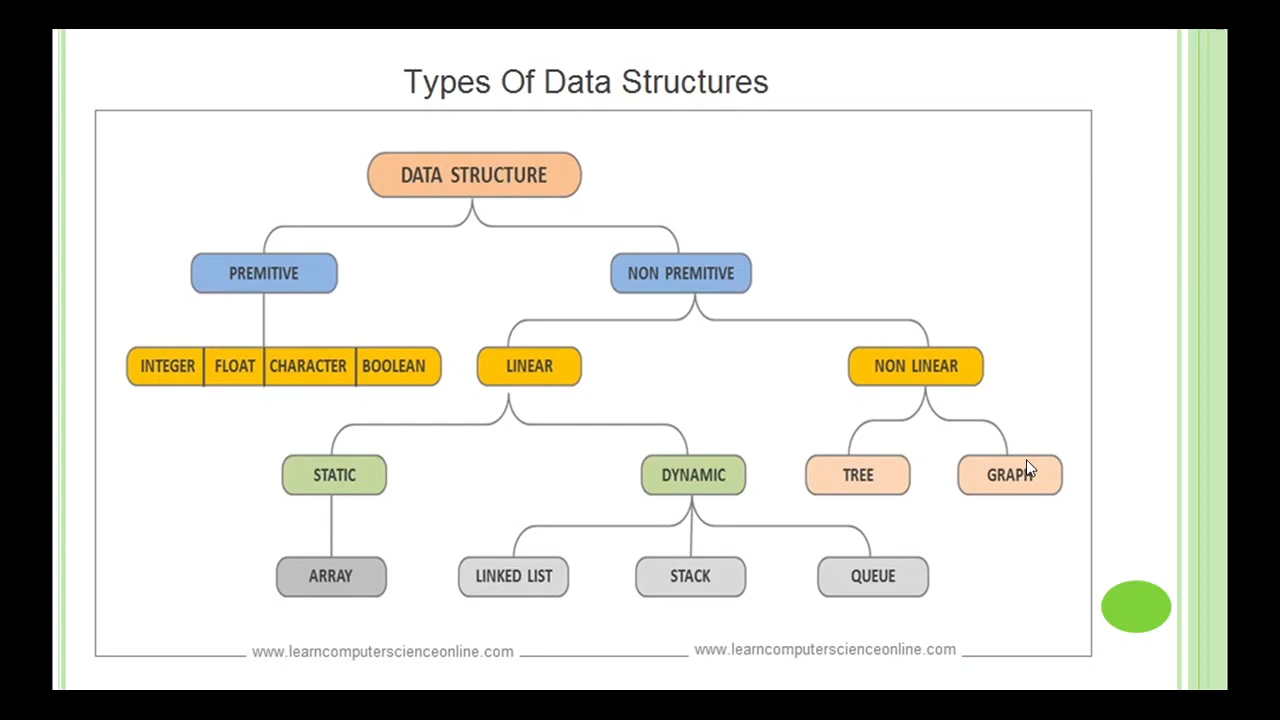 Types Of Data Structures
DATA STRUCTURE
PREMITIVE
NON PREMITIVE
INTEGER FLOAT CHARACTER BOOLEAN
LINEAR
NON LINEAR
STATIC
DYNAMIC
TREE
GRAPH
ARRAY
LINKED LIST
STACK
QUEUE
www.learncomputerscienceonline.com
www.learncomputerscienceonline.com